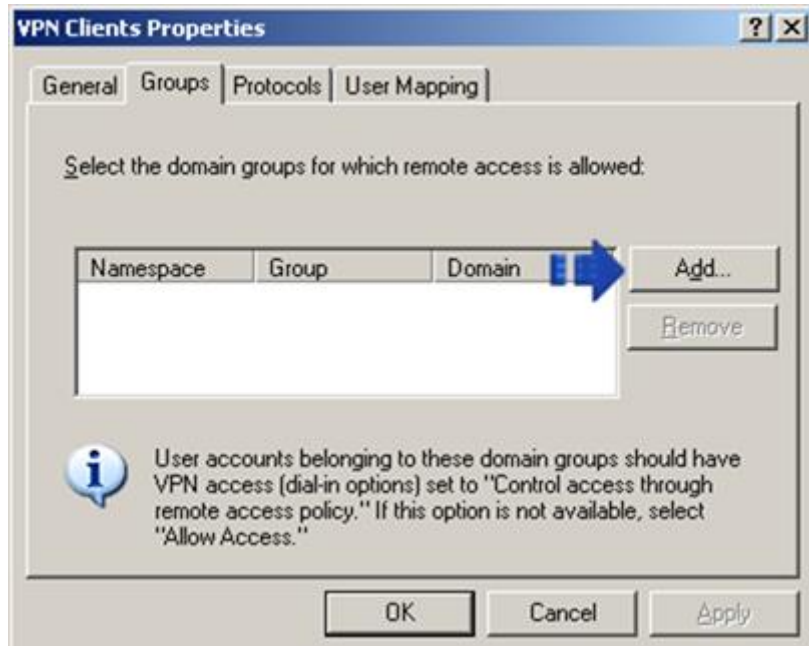 VPN Clients Properties
General Groups Protocols User Mapping
Select the domain groups for which remote access is allowed:
Namespace Group Domain
Add...
Remove
User accounts belonging to these domain groups should have
VPN access (dial-in options) set to "Control access through
remote access policy." If this option is not available, select
"Allow Access."
OK Cancel Apply